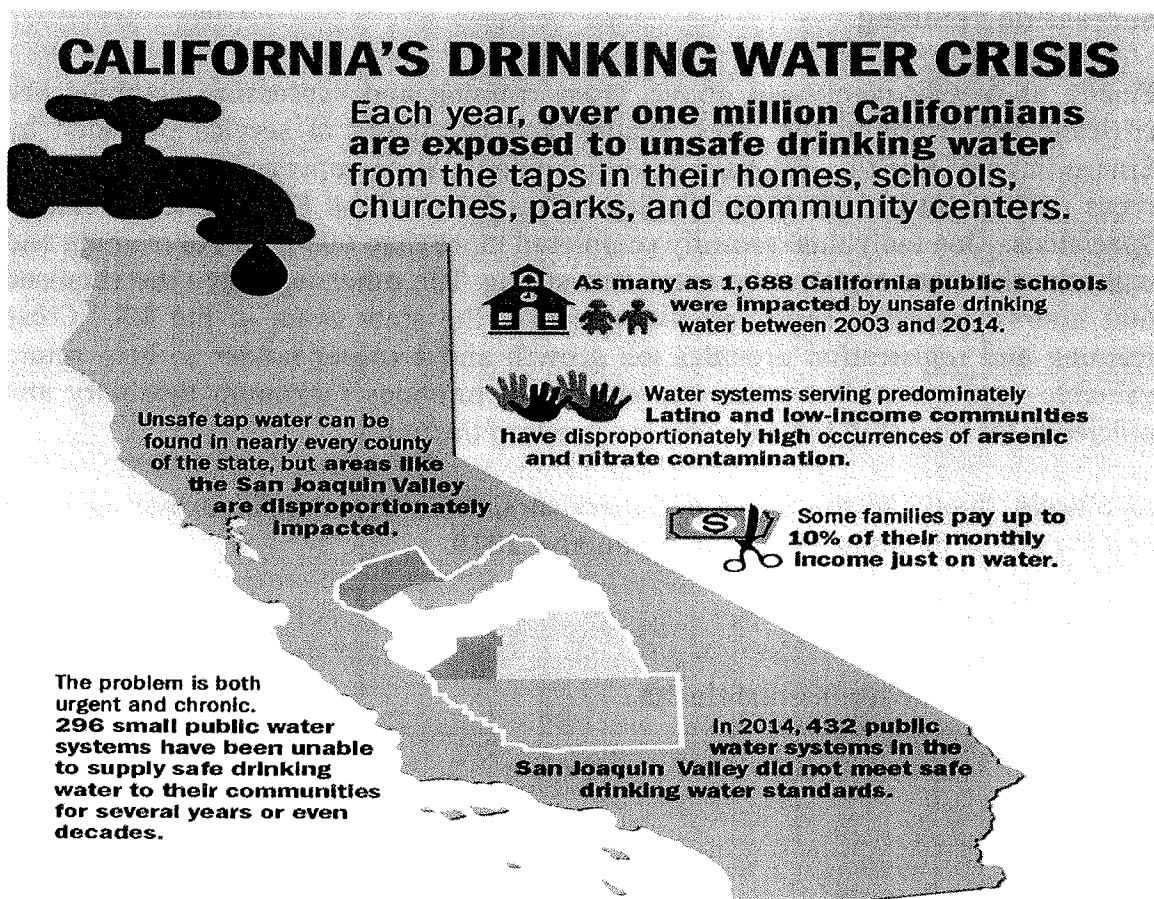 CALIFORNIA'S DRINKING WATER CRISIS
Each year, over one million Californians
are exposed to unsafe drinking water
from the taps in their homes, schools,
churches, parks, and community centers.
As many as 1,688 California public schools
were impacted by unsafe drinking
water between 2003 and 2014.
Water systems serving predominately
Latino and low-income communities
have disproportionately high occurrences of arsenic
and nitrate contamination.
Unsafe tap water can be
found in nearly every county
of the state, but areas like
the San Joaquin Valley
are disproportionately
impacted.
$
Some families pay up to
10% of their monthly
income just on water.
The problem is both
urgent and chronic.
296 small public water
systems have been unable
to supply safe drinking
water to their communities
for several years or even
decades.
In 2014, 432 public
water systems in the
San Joaquin Valley did not meet safe
drinking water standards.